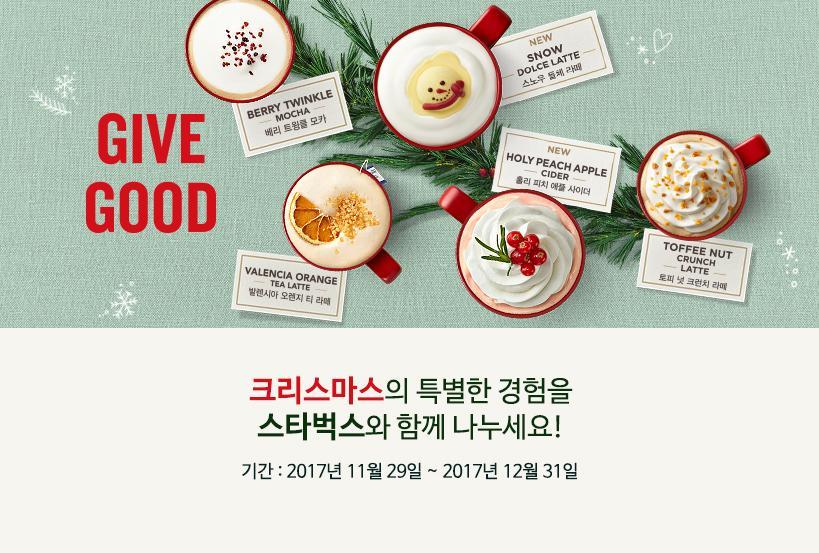 GIVE
GOOD
BERRY TWINKLE
MOCHA
베리 트윙클 모카
NEW
SNOW
DOLCE LATTE
스노우 돌체 라떼
NEW
HOLY PEACH APPLE
CIDER
홀리 피치 애플 사이더
VALENCIA ORANGE
TEA LATTE
발렌시아 오렌지 티 라떼
TOFFEE NUT
CRUNCH
LATTE
토피 넛 크런치 라떼
크리스마스의 특별한 경험을
스타벅스와 함께 나누세요!
기간 : 2017년 11월 29일 ~ 2017년 12월 31일